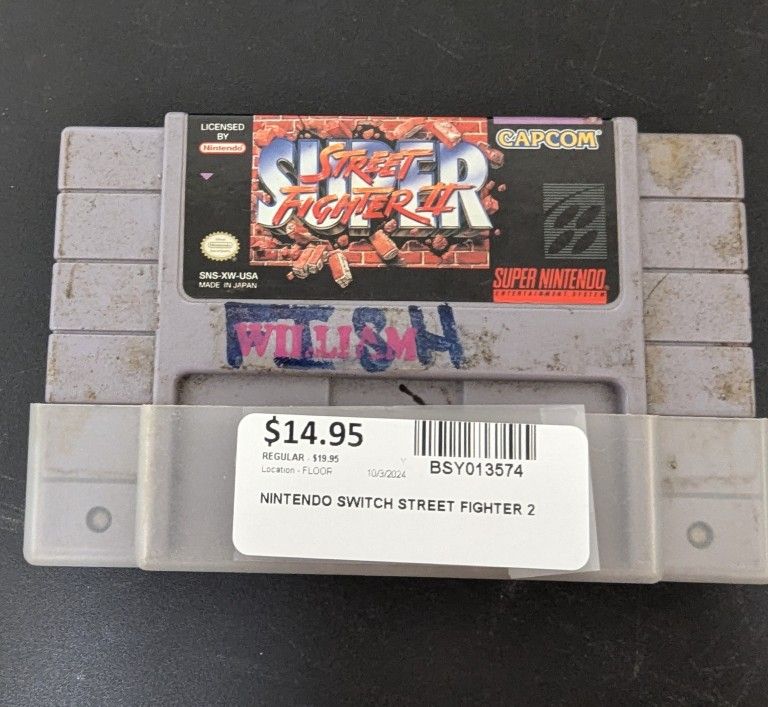 LICENSED
BY
Nintendo
CAPCOM
SUPER
STREET
FIGHTER II
SNS-XW-USA
MADE IN JAPAN
SUPER NINTENDO
ENTERTAINMENT SYSTEM
WILLIAM
FISH
$14.95
REGULAR - $19.95
Location - FLOOR
10/3/2024
BSY013574
NINTENDO SWITCH STREET FIGHTER 2